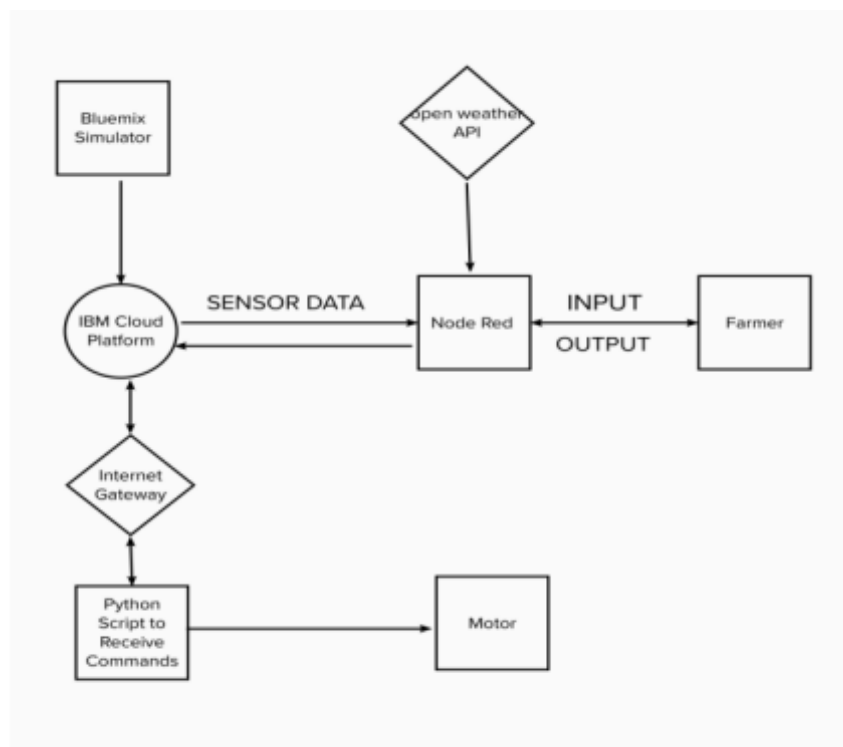 Bluemix
Simulator
open weather
API
SENSOR DATA
INPUT
IBM Cloud
Platform
Node Red
Farmer
OUTPUT
Internet
Gateway
Python
Script to
Receive
Commands
Motor